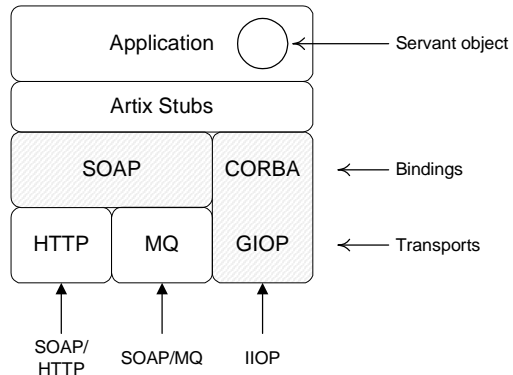 Application
Servant object
Artix Stubs
SOAP
CORBA
Bindings
HTTP
MQ
GIOP
Transports
SOAP/
HTTP
SOAP/MQ
IIOP